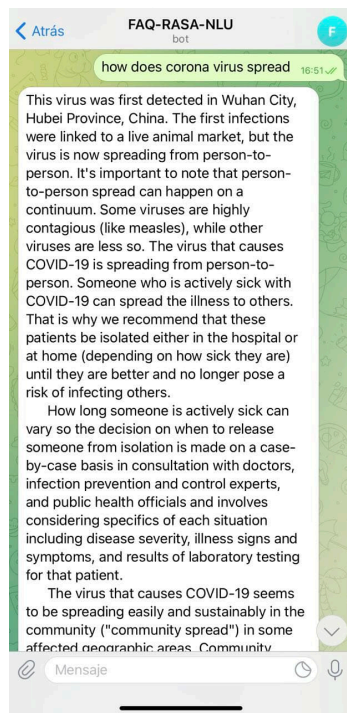 Atrás
FAQ-RASA-NLU
bot
F
how does corona virus spread 16:51
This virus was first detected in Wuhan City,
Hubei Province, China. The first infections
were linked to a live animal market, but the
virus is now spreading from person-to-
person. It's important to note that person-
to-person spread can happen on a
continuum. Some viruses are highly
contagious (like measles), while other
viruses are less so. The virus that causes
COVID-19 is spreading from person-to-
person. Someone who is actively sick with
COVID-19 can spread the illness to others.
That is why we recommend that these
patients be isolated either in the hospital or
at home (depending on how sick they are)
until they are better and no longer pose a
risk of infecting others.
How long someone is actively sick can
vary so the decision on when to release
someone from isolation is made on a case-
by-case basis in consultation with doctors,
infection prevention and control experts,
and public health officials and involves
considering specifics of each situation
including disease severity, illness signs and
symptoms, and results of laboratory testing
for that patient.
The virus that causes COVID-19 seems
to be spreading easily and sustainably in the
community ("community spread") in some
affected geographic areas. Community
Mensaje